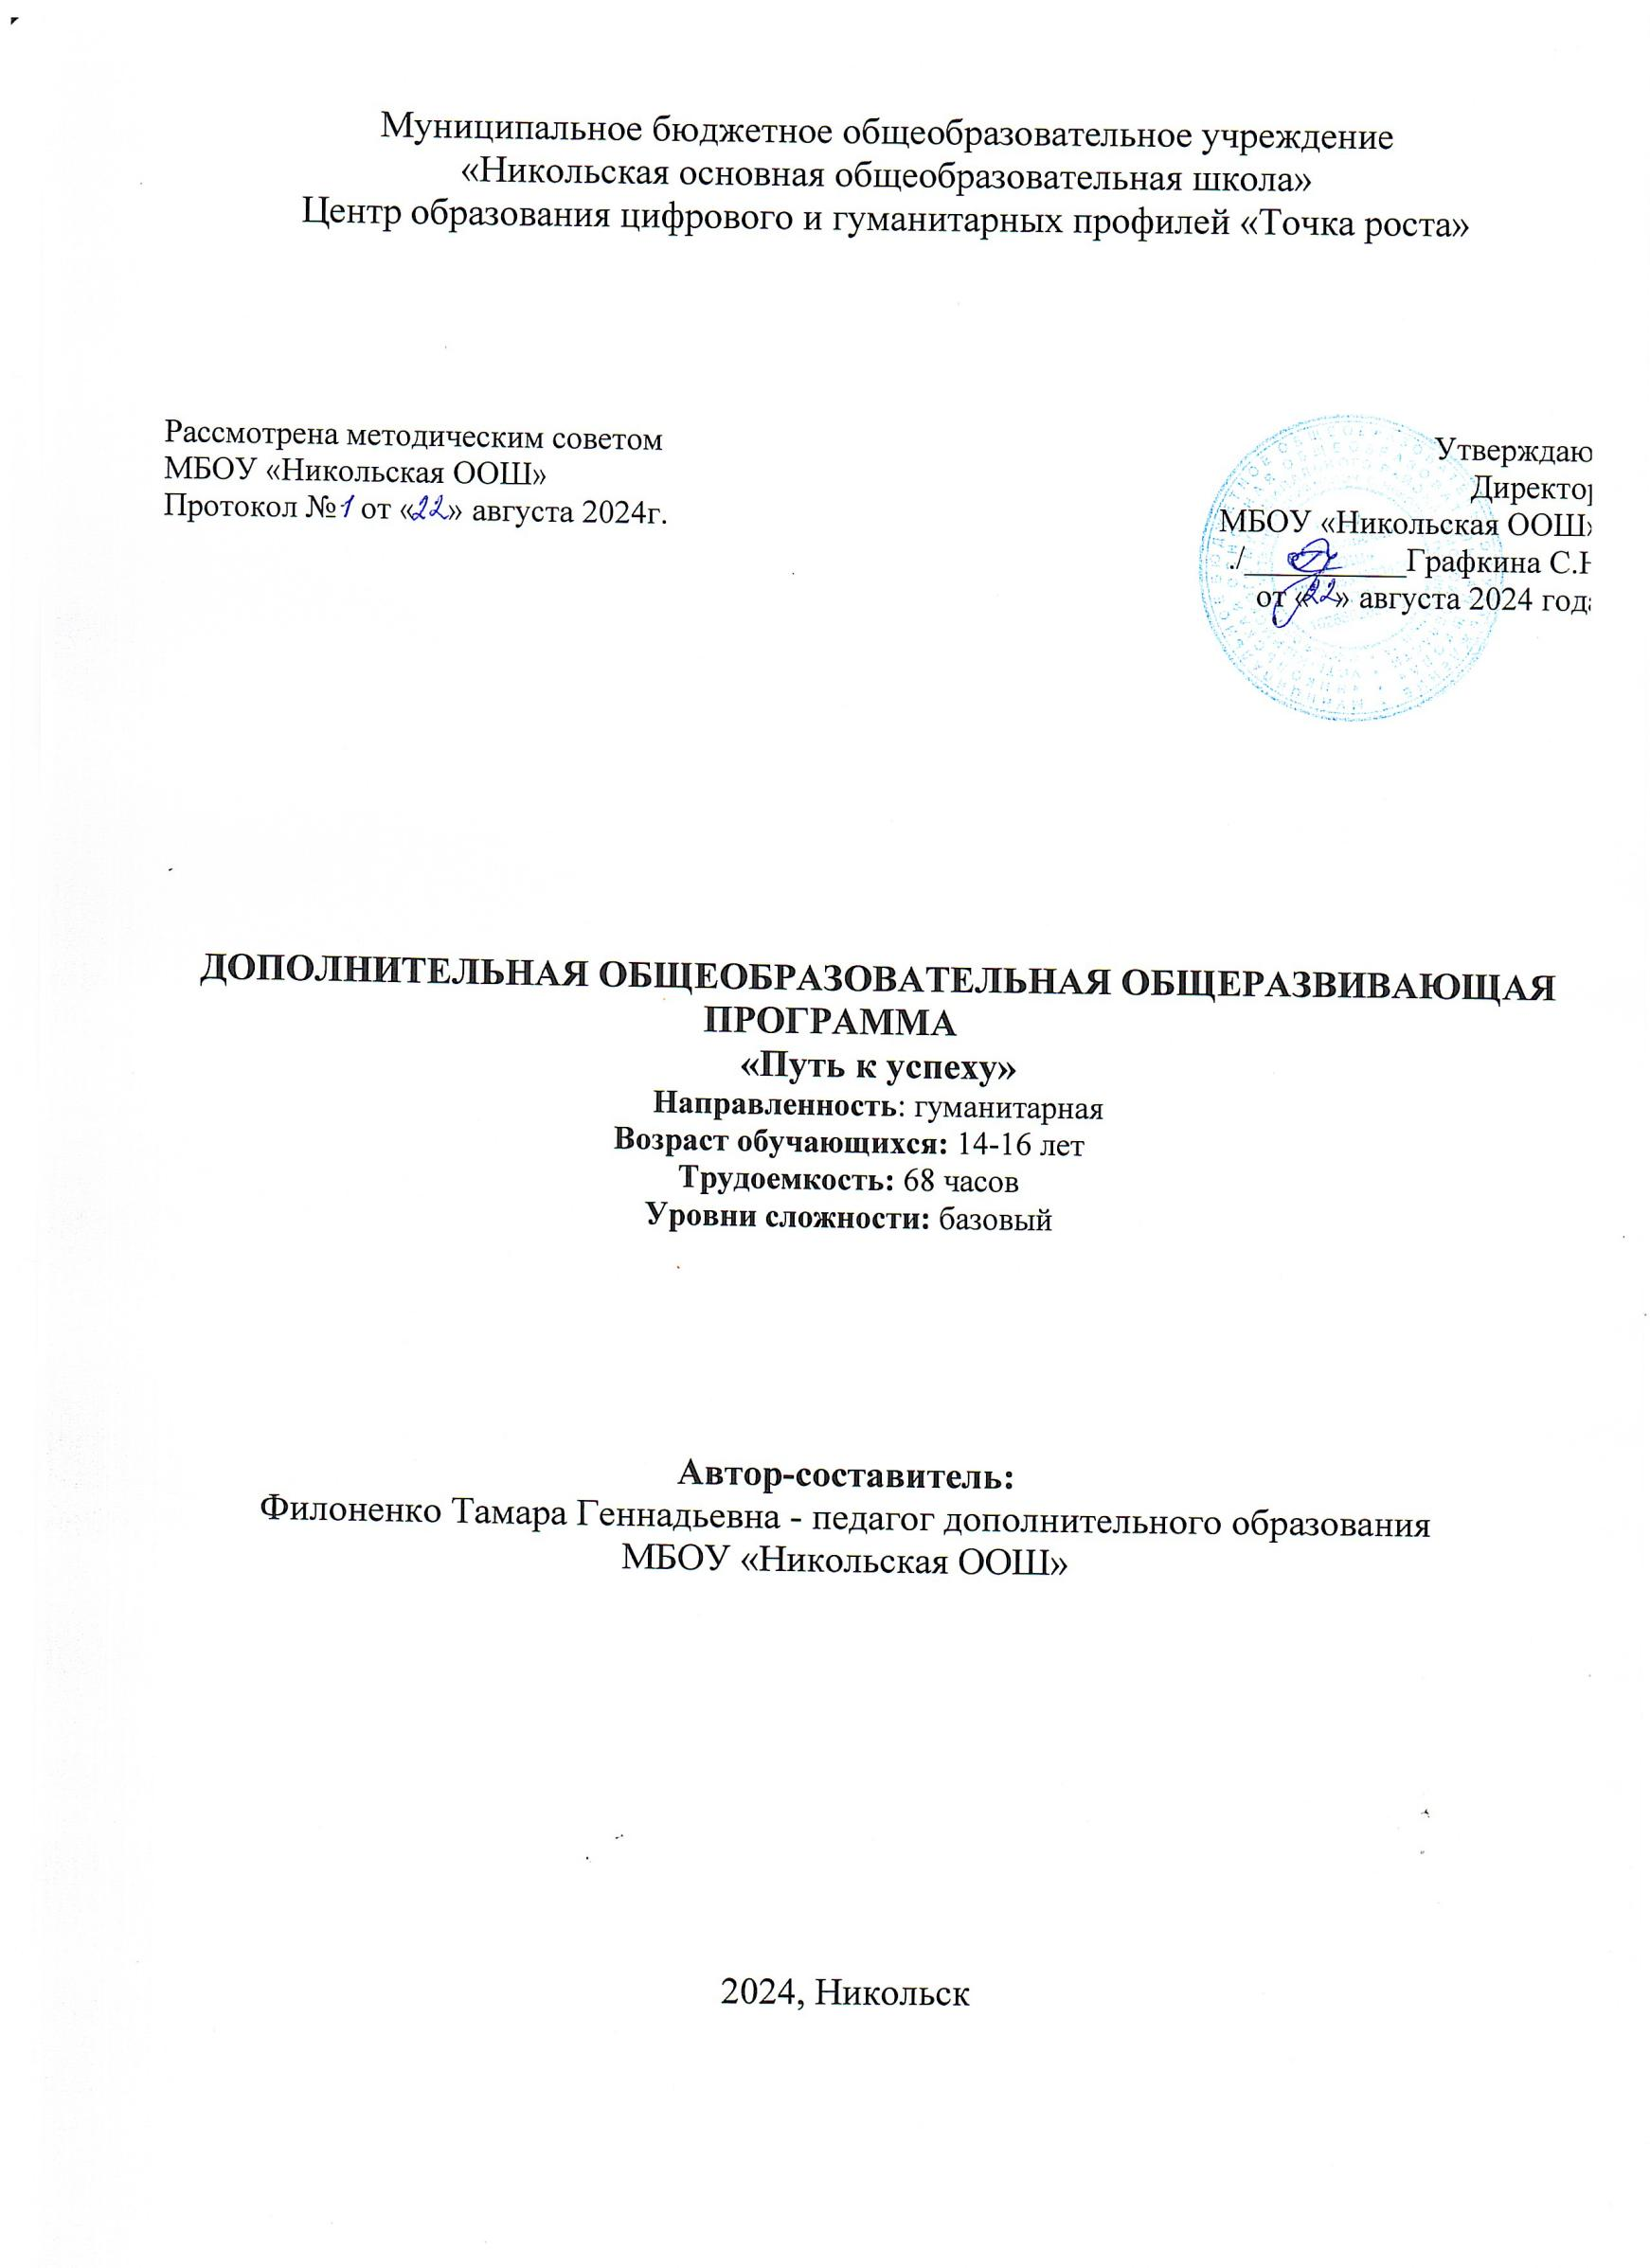 Муниципальное бюджетное общеобразовательное учреждение
«Никольская основная общеобразовательная школа»
Центр образования цифрового и гуманитарных профилей «Точка роста»
Рассмотрена методическим советом
МБОУ «Никольская ООШ»
Протокол №1 от «22» августа 2024г.
Утверждаю
Директор
МБОУ «Никольская ООШ»
./__________Графкина С.Н
от «22» августа 2024 года
ДОПОЛНИТЕЛЬНАЯ ОБЩЕОБРАЗОВАТЕЛЬНАЯ ОБЩЕРАЗВИВАЮЩАЯ
ПРОГРАММА
«Путь к успеху»
Направленность: гуманитарная
Возраст обучающихся: 14-16 лет
Трудоемкость: 68 часов
Уровни сложности: базовый
Автор-составитель:
Филоненко Тамара Геннадьевна - педагог дополнительного образования
МБОУ «Никольская ООШ»
2024, Никольск